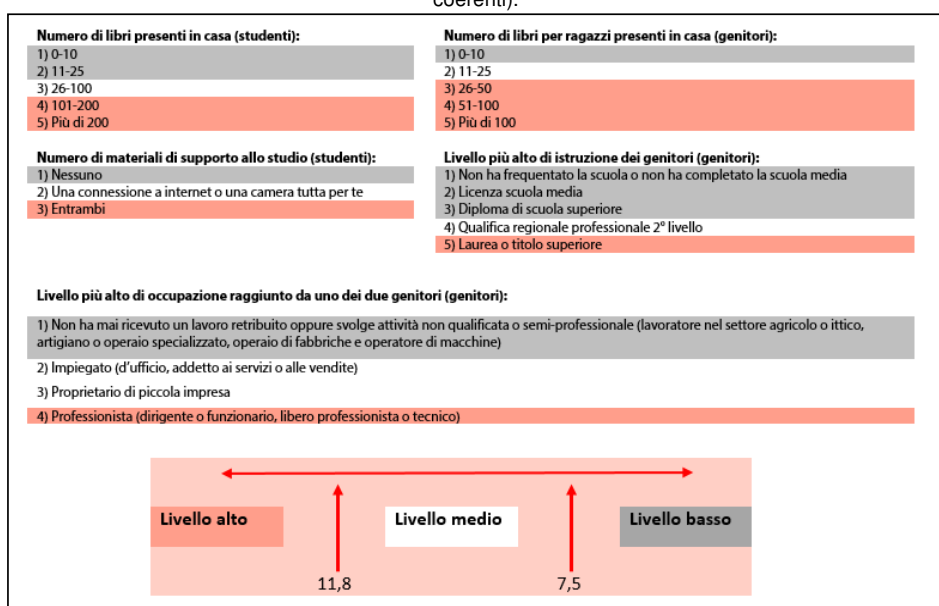 coerenti).
Numero di libri presenti in casa (studenti):
1) 0-10
2) 11-25
3) 26-100
4) 101-200
5) Più di 200
Numero di libri per ragazzi presenti in casa (genitori):
1) 0-10
2) 11-25
3) 26-50
4) 51-100
5) Più di 100
Numero di materiali di supporto allo studio (studenti):
1) Nessuno
2) Una connessione a internet o una camera tutta per te
3) Entrambi
Livello più alto di istruzione dei genitori (genitori):
1) Non ha frequentato la scuola o non ha completato la scuola media
2) Licenza scuola media
3) Diploma di scuola superiore
4) Qualifica regionale professionale 2° livello
5) Laurea o titolo superiore
Livello più alto di occupazione raggiunto da uno dei due genitori (genitori):
1) Non ha mai ricevuto un lavoro retribuito oppure svolge attività non qualificata o semi-professionale (lavoratore nel settore agricolo o ittico,
artigiano o operaio specializzato, operaio di fabbriche e operatore di macchine)
2) Impiegato (d'ufficio, addetto ai servizi o alle vendite)
3) Proprietario di piccola impresa
4) Professionista (dirigente o funzionario, libero professionista o tecnico)
Livello alto
Livello medio
Livello basso
11,8
7,5